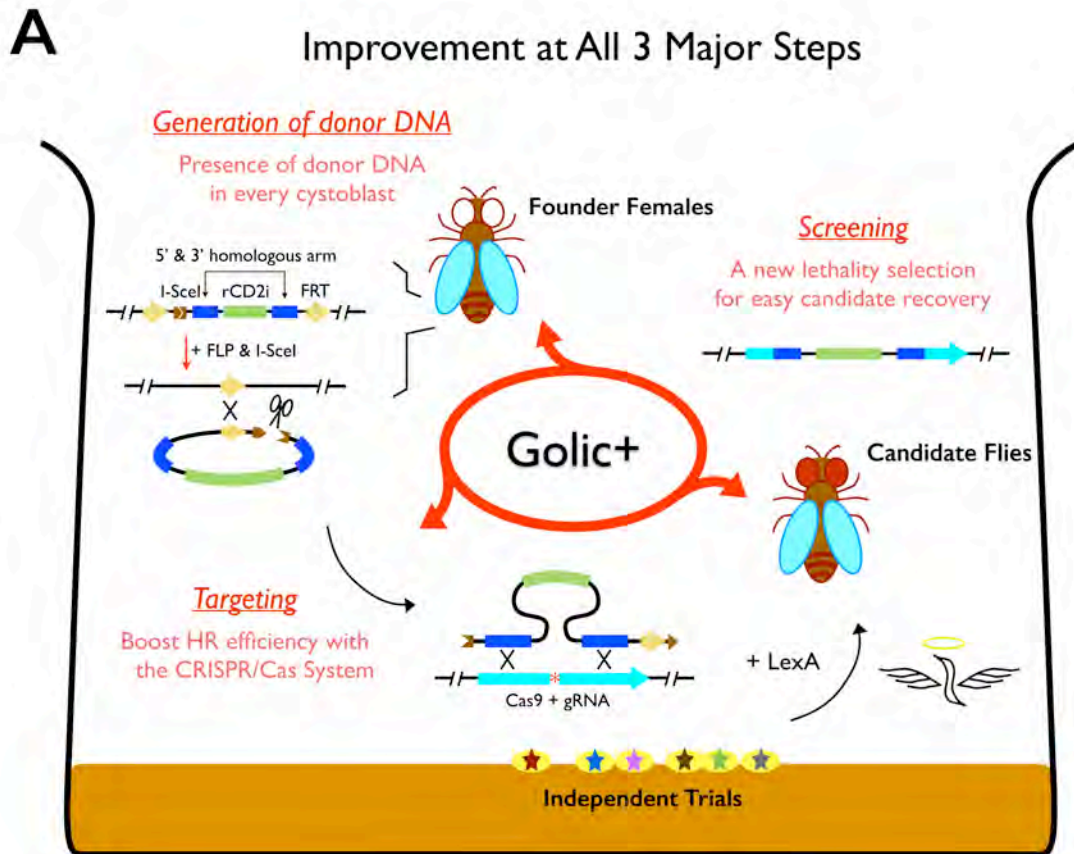 A
Improvement at All 3 Major Steps
Generation of donor DNA
Presence of donor DNA
in every cystoblast
5' & 3' homologous arm
I-SceI rCD2i FRT
+ FLP & I-SceI
X
Founder Females
Screening
A new lethality selection
for easy candidate recovery
Golic+
Candidate Flies
Targeting
Boost HR efficiency with
the CRISPR/Cas System
X X
*
Cas9 + gRNA
+ LexA
Independent Trials